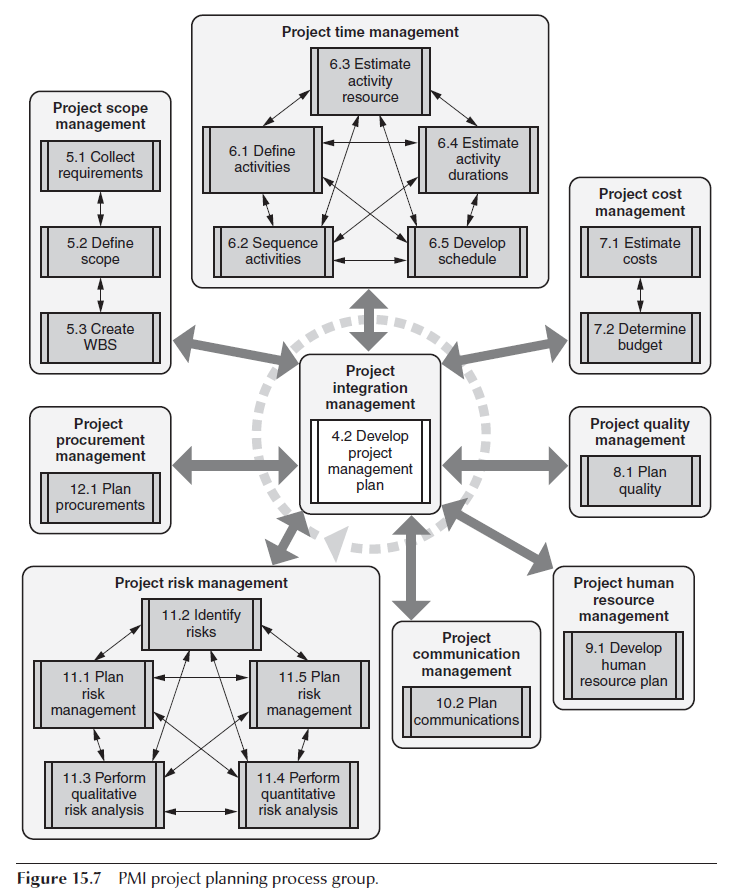 Project time management
6.3 Estimate
activity
resource
6.1 Define
activities
6.4 Estimate
activity
durations
6.2 Sequence
activities
6.5 Develop
schedule
Project scope
management
5.1 Collect
requirements
5.2 Define
scope
5.3 Create
WBS
Project cost
management
7.1 Estimate
costs
7.2 Determine
budget
Project
integration
management
4.2 Develop
project
management
plan
Project
procurement
management
12.1 Plan
procurements
Project quality
management
8.1 Plan
quality
Project risk management
11.2 Identify
risks
11.1 Plan
risk
management
11.5 Plan
risk
management
11.3 Perform
qualitative
risk analysis
11.4 Perform
quantitative
risk analysis
Project
communication
management
10.2 Plan
communications
Project human
resource
management
9.1 Develop
human
resource plan
Figure 15.7 PMI project planning process group.